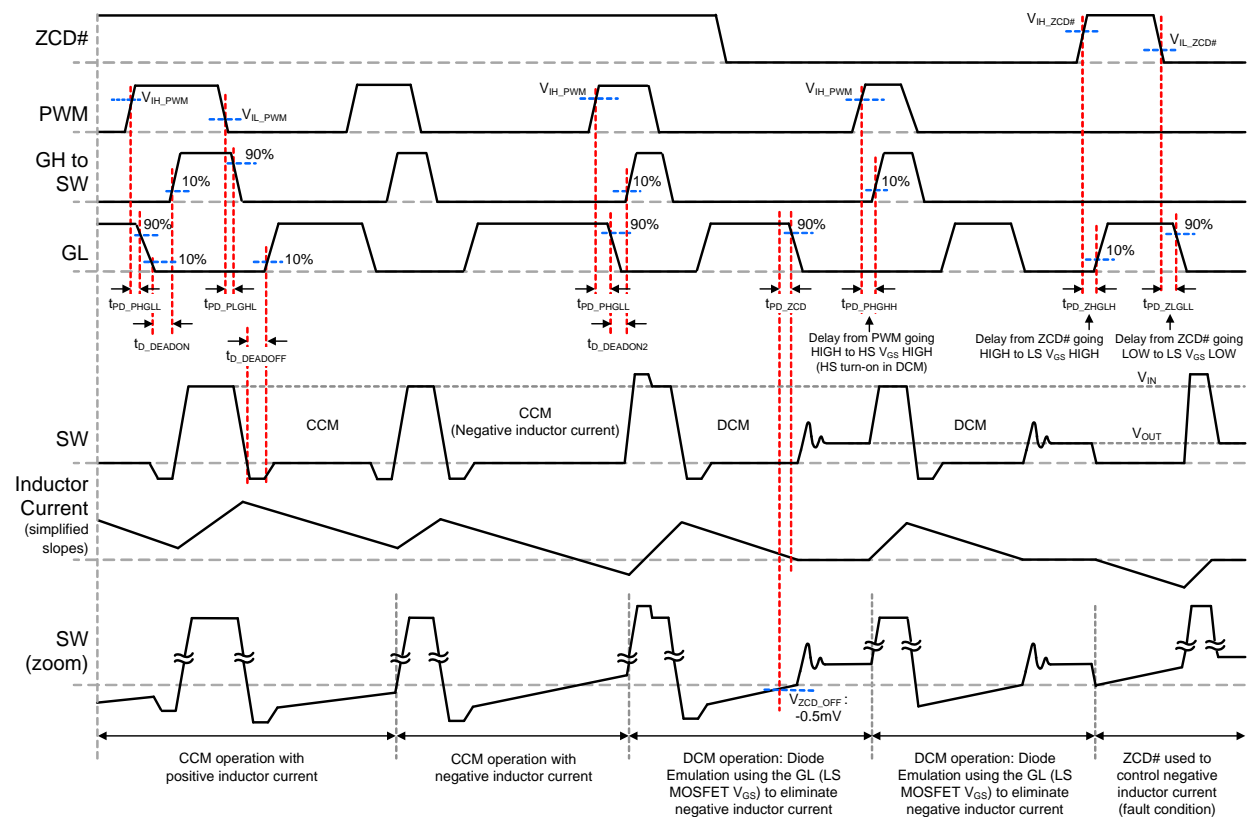 ZCD#
V_IH_ZCD#
V_IL_ZCD#
PWM
V_IH_PWM
V_IL_PWM
V_IH_PWM
V_IH_PWM
GH to
SW
10%
90%
10%
10%
GL
90%
10%
10%
90%
90%
10%
90%
t_PD_PHGLL
t_PD_PLGHL
t_PD_PHGLL
t_PD_ZCD
t_PD_PHGHH
t_PD_ZHGLH
t_PD_ZLGLL
t_D_DEADON
t_D_DEADOFF
t_D_DEADON2
Delay from PWM going
HIGH to HS V_GS HIGH
(HS turn-on in DCM)
Delay from ZCD# going
HIGH to LS V_GS HIGH
Delay from ZCD# going
LOW to LS V_GS LOW
V_IN
SW
CCM
CCM
(Negative inductor current)
DCM
DCM
V_OUT
Inductor
Current
(simplified
slopes)
SW
(zoom)
V_ZCD_OFF :
-0.5mV
CCM operation with
positive inductor current
CCM operation with
negative inductor current
DCM operation: Diode
Emulation using the GL (LS
MOSFET V_GS) to eliminate
negative inductor current
DCM operation: Diode
Emulation using the GL (LS
MOSFET V_GS) to eliminate
negative inductor current
ZCD# used to
control negative
inductor current
(fault condition)